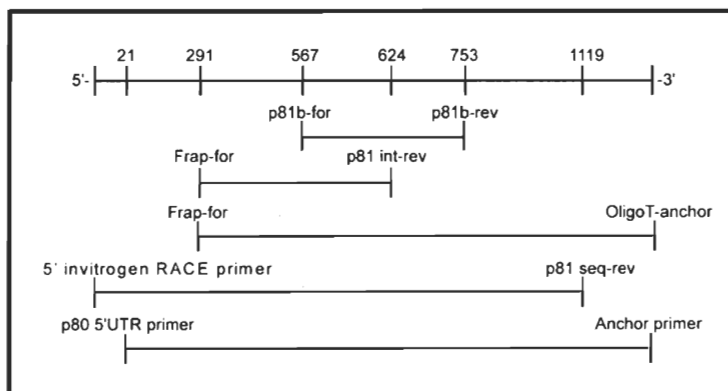 21 291 567 624 753 1119
5'- -3'
p81b-for p81b-rev
Frap-for p81 int-rev
Frap-for OligoT-anchor
5' invitrogen RACE primer p81 seq-rev
p80 5'UTR primer Anchor primer